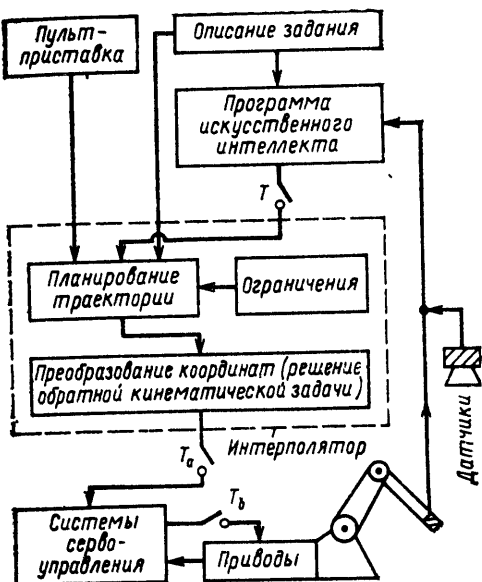 Пульт-
приставка
Описание задания
Программа
искусственного
интеллекта
T
Планирование
траектории
Ограничения
Преобразование координат (решение
обратной кинематической задачи)
Tа
Интерполятор
Датчики
Tb
Системы
серво-
управления
Приводы